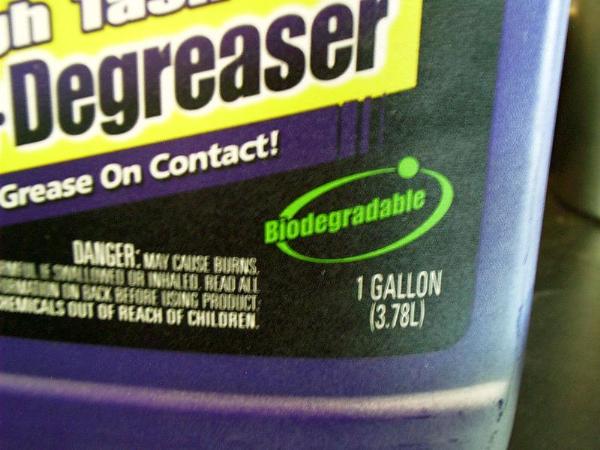 -Degreaser
Grease On Contact!
Biodegradable
DANGER: MAY CAUSE BURNS.
IF SWALLOWED OR INHALED. READ ALL
ON BACK BEFORE USING PRODUCT
CHEMICALS OUT OF REACH OF CHILDREN.
1 GALLON
(3.78L)